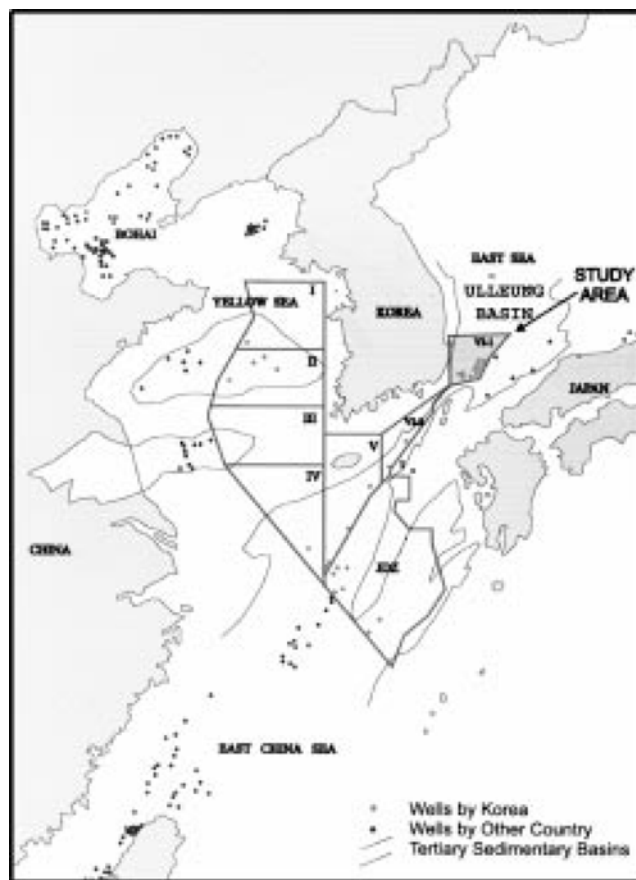 BOHAI
YELLOW SEA
I
II
III
IV
V
KOREA
EAST SEA
ULLEUNG
BASIN
STUDY
AREA
VI-1
JAPAN
VI-2
JDZ
CHINA
EAST CHINA SEA
Wells by Korea
Wells by Other Country
Tertiary Sedimentary Basins